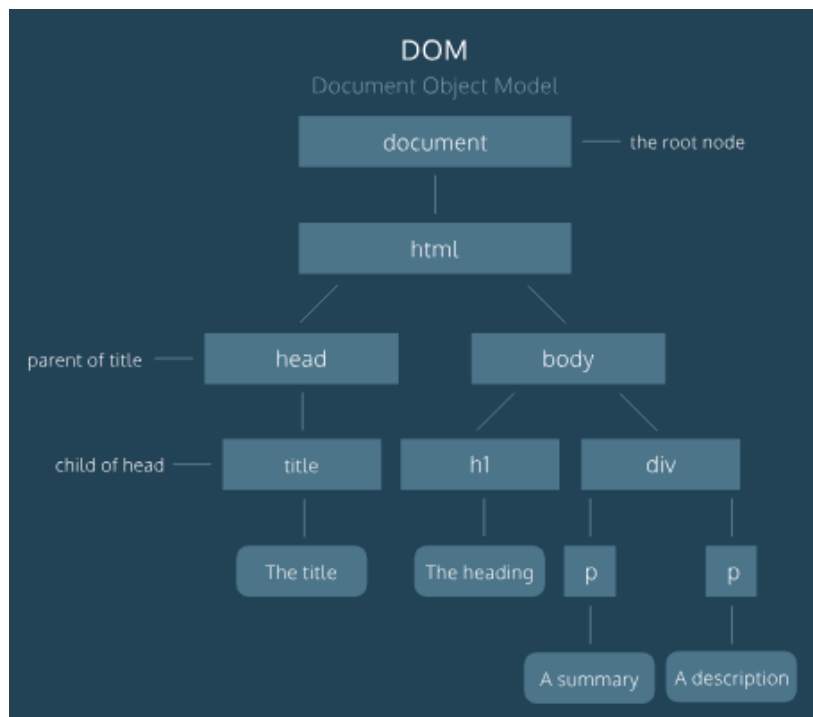 DOM
Document Object Model
document
the root node
html
parent of title
head
body
child of head
title
h1
div
The title
The heading
p
p
A summary
A description